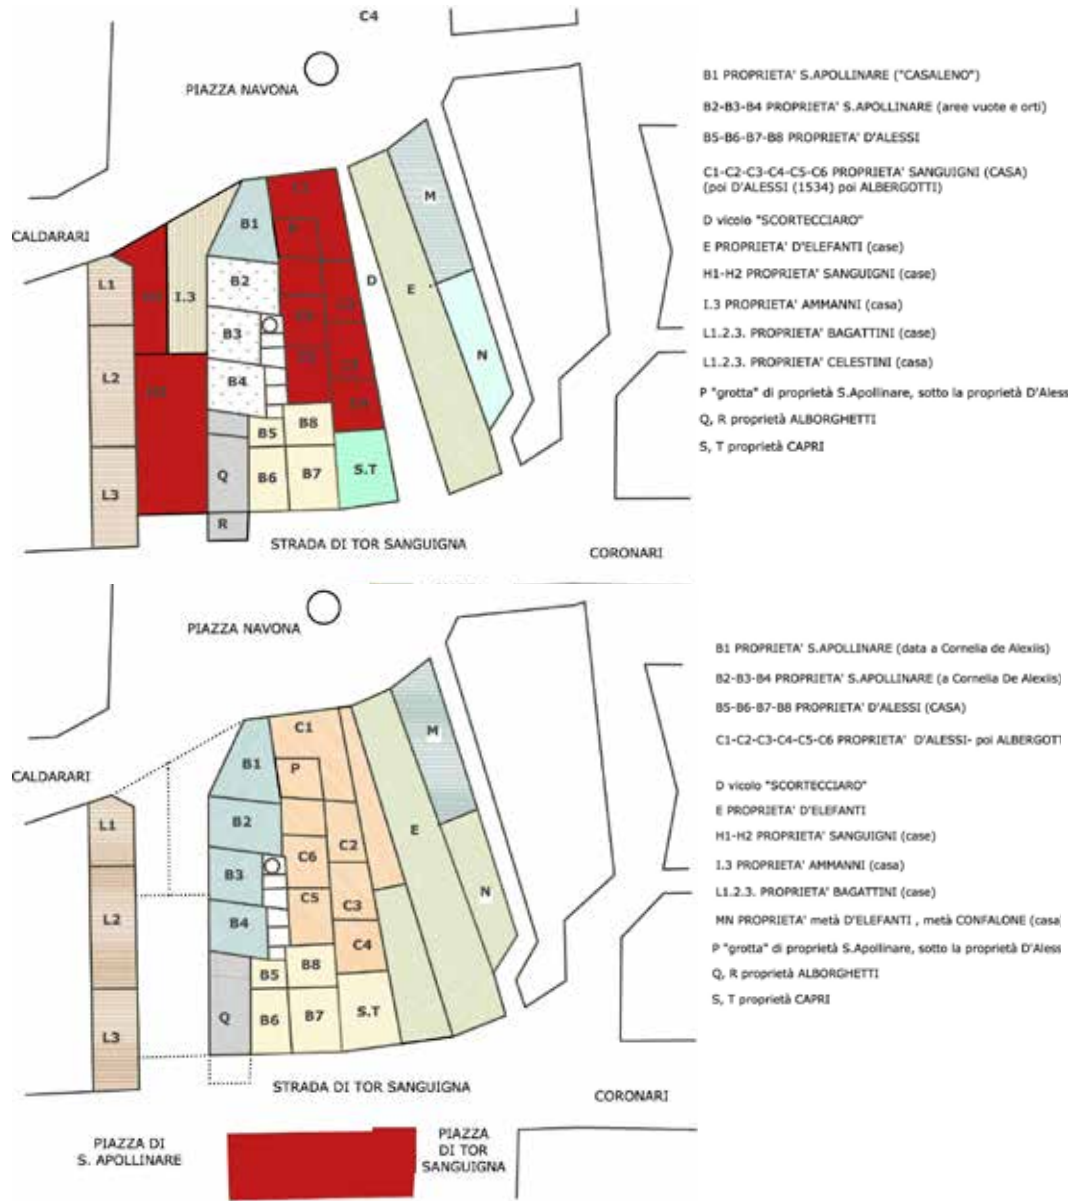 C4
PIAZZA NAVONA
B1 PROPRIETA' S.APOLLINARE ("CASALENO")
B2-B3-B4 PROPRIETA' S.APOLLINARE (aree vuote e orti)
B5-B6-B7-B8 PROPRIETA' D'ALESSI
C1-C2-C3-C4-C5-C6 PROPRIETA' SANGUIGNI (CASA)
(poi D'ALESSI (1534) poi ALBERGOTTI)
D vicolo "SCORTECCIARO"
E PROPRIETA' D'ELEFANTI (case)
H1-H2 PROPRIETA' SANGUIGNI (case)
I.3 PROPRIETA' AMMANNI (casa)
L1.2.3. PROPRIETA' BAGATTINI (case)
L1.2.3. PROPRIETA' CELESTINI (casa)
P "grotta" di proprietà S.Apollinare, sotto la proprietà D'Aless
Q, R proprietà ALBORGHETTI
S, T proprietà CAPRI
CALDARARI
M
B1
P
D
E
B2
L1
I.3
B3
N
L2
B4
B5
B8
Q
B6
B7
S.T
L3
R
STRADA DI TOR SANGUIGNA
CORONARI
PIAZZA NAVONA
B1 PROPRIETA' S.APOLLINARE (data a Cornelia de Alexiis)
B2-B3-B4 PROPRIETA' S.APOLLINARE (a Cornelia De Alexiis)
B5-B6-B7-B8 PROPRIETA' D'ALESSI (CASA)
C1-C2-C3-C4-C5-C6 PROPRIETA' D'ALESSI- poi ALBERGOTT
D vicolo "SCORTECCIARO"
E PROPRIETA' D'ELEFANTI
H1-H2 PROPRIETA' SANGUIGNI (case)
I.3 PROPRIETA' AMMANNI (casa)
L1.2.3. PROPRIETA' BAGATTINI (case)
MN PROPRIETA' metà D'ELEFANTI , metà CONFALONE (casa)
P "grotta" di proprietà S.Apollinare, sotto la proprietà D'Aless
Q, R proprietà ALBORGHETTI
S, T proprietà CAPRI
CALDARARI
C1
M
B1
P
L1
B2
E
C2
C6
B3
N
C5
C3
L2
B4
C4
B5
B8
Q
B6
B7
S.T
L3
STRADA DI TOR SANGUIGNA
CORONARI
PIAZZA DI
S. APOLLINARE
PIAZZA
DI TOR
SANGUIGNA